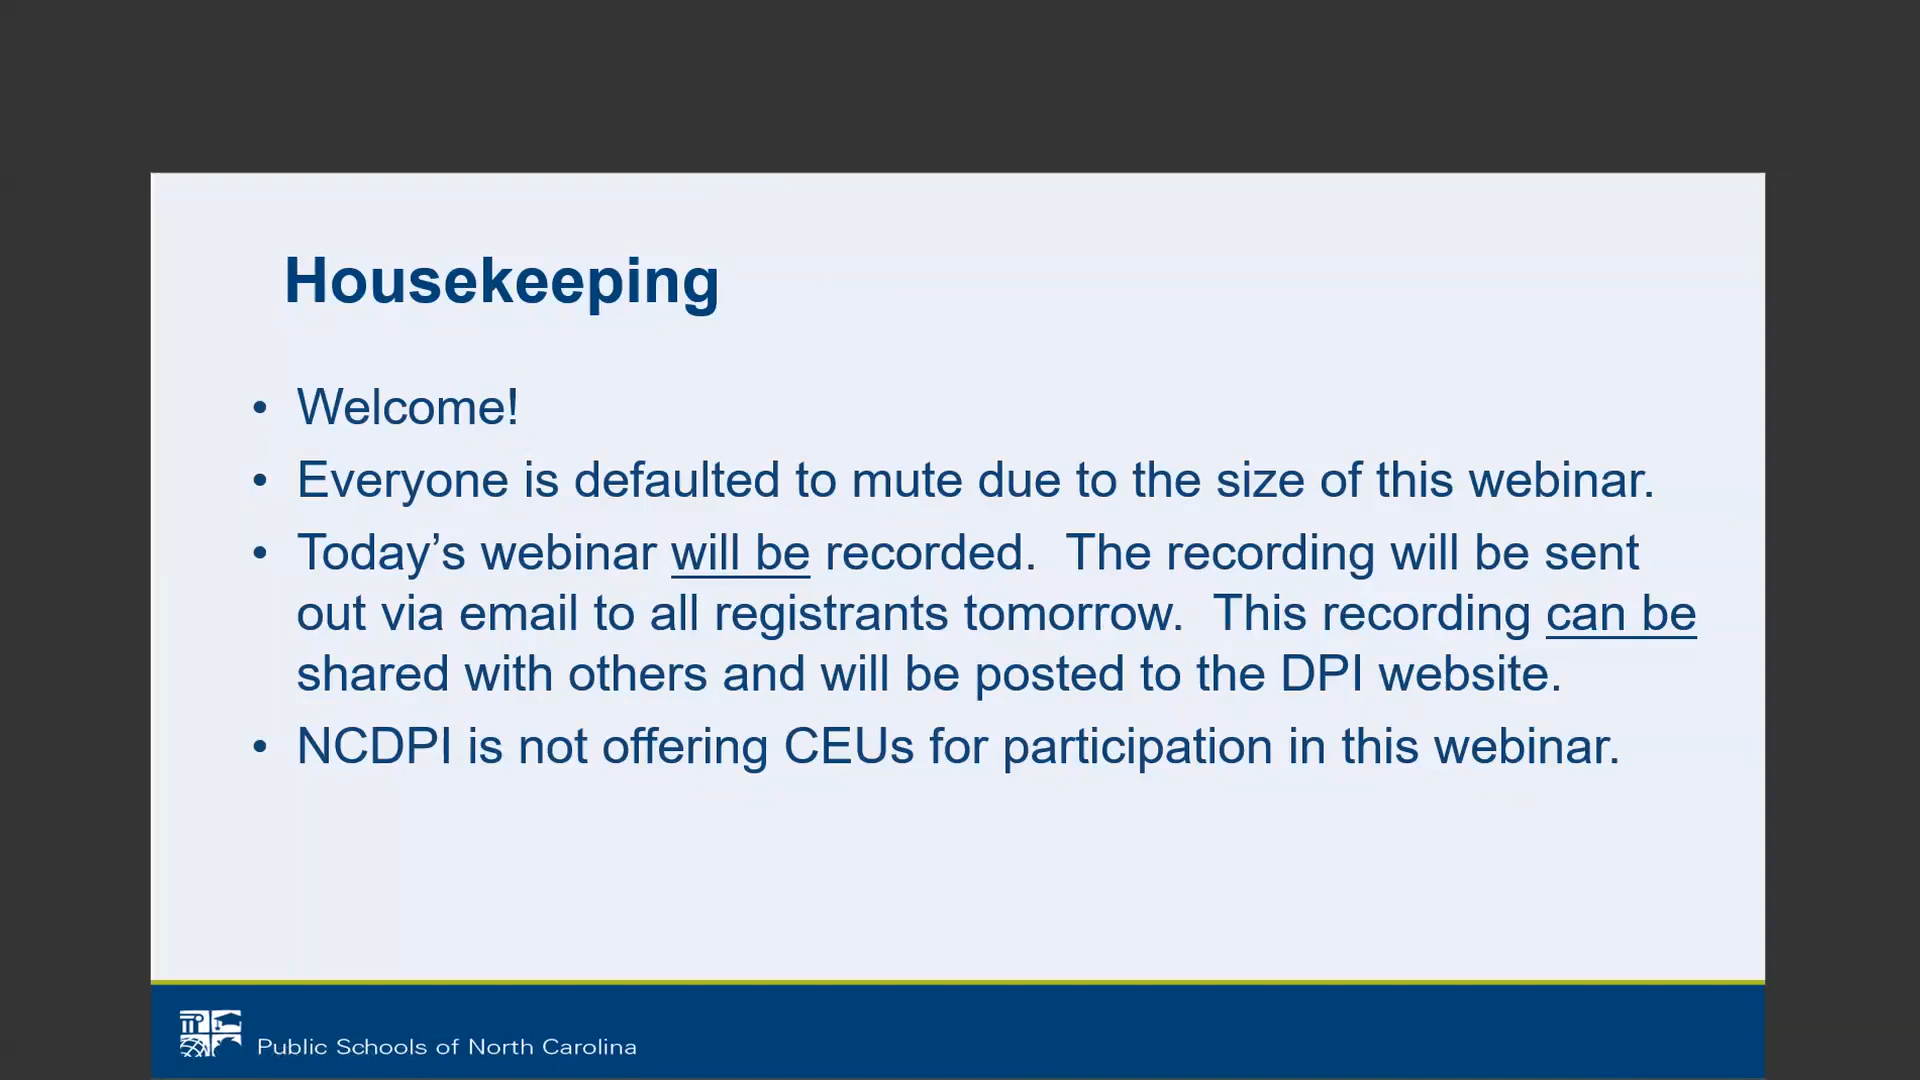 Housekeeping
• Welcome!
• Everyone is defaulted to mute due to the size of this webinar.
• Today’s webinar will be recorded.  The recording will be sent
out via email to all registrants tomorrow.  This recording can be
shared with others and will be posted to the DPI website.
• NCDPI is not offering CEUs for participation in this webinar.
Public Schools of North Carolina